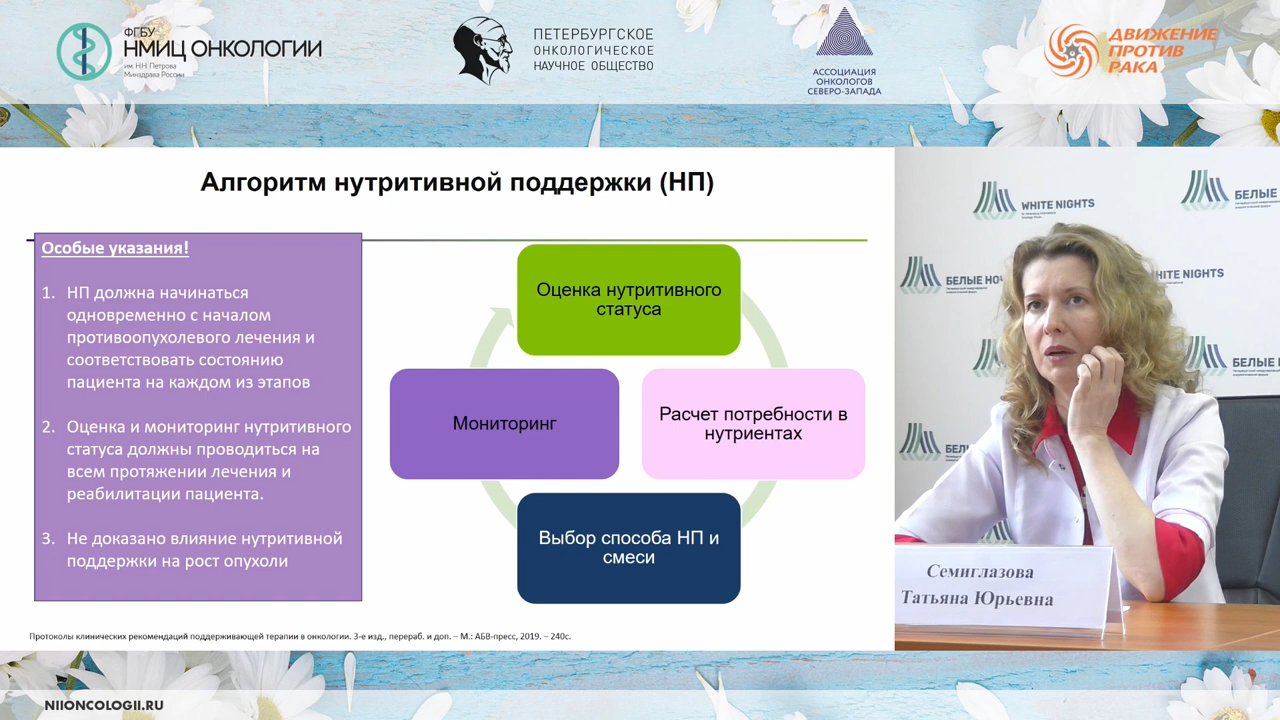 ФГБУ
НМИЦ ОНКОЛОГИИ
им. Н.Н. Петрова
Минздрава России
ПЕТЕРБУРГСКОЕ
ОНКОЛОГИЧЕСКОЕ
НАУЧНОЕ ОБЩЕСТВО
АССОЦИАЦИЯ
ОНКОЛОГОВ
СЕВЕРО-ЗАПАДА
ДВИЖЕНИЕ
ПРОТИВ
РАКА
Алгоритм нутритивной поддержки (НП)
Особые указания!
1. НП должна начинаться
одновременно с началом
противоопухолевого лечения и
соответствовать состоянию
пациента на каждом из этапов
2. Оценка и мониторинг нутритивного
статуса должны проводиться на
всем протяжении лечения и
реабилитации пациента.
3. Не доказано влияние нутритивной
поддержки на рост опухоли
Оценка нутритивного
статуса
Мониторинг
Расчет потребности в
нутриентах
Выбор способа НП и
смеси
Протоколы клинических рекомендаций поддерживающей терапии в онкологии. 3-е изд., перераб. и доп. – М.: АБВ-пресс, 2019. – 240с.
WHITE NIGHTS
БЕЛЫЕ
БЕЛЫЕ НОЧ
WHITE NIGHTS
БЕЛЫЕ
Семиглазова
Татьяна Юрьевна
NIIONCOLOGII.RU